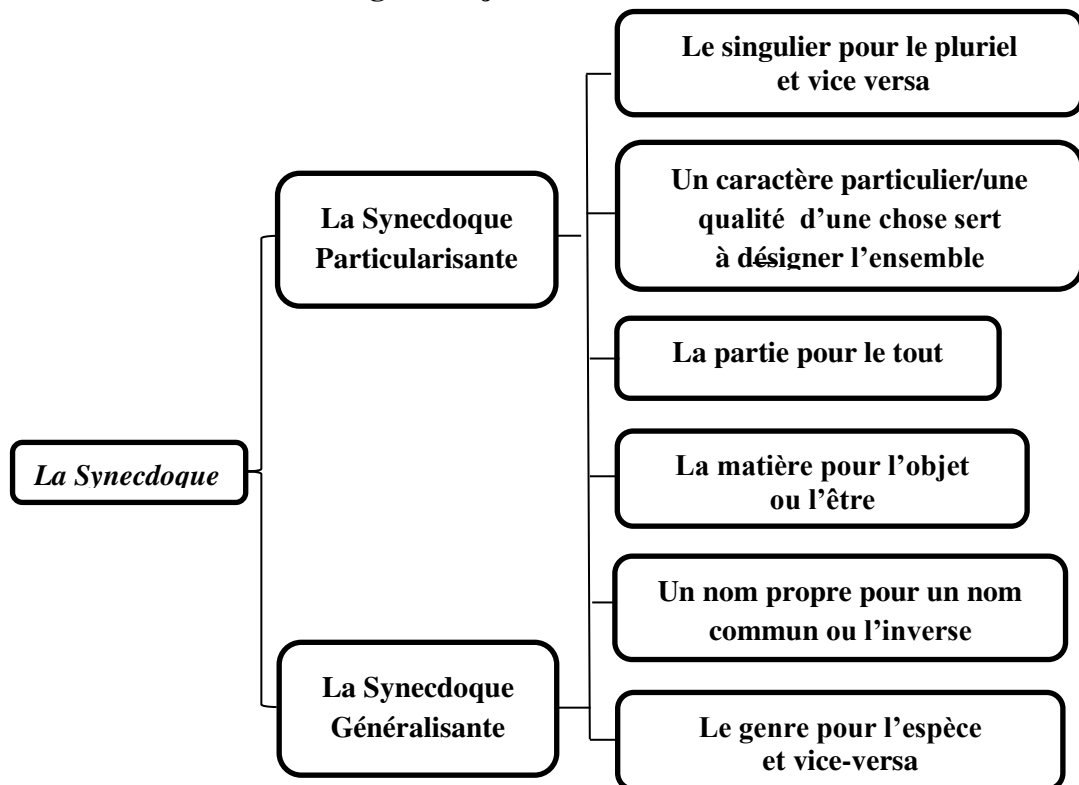 Le singulier pour le pluriel
et vice versa
Un caractère particulier/une
qualité d’une chose sert
à désigner l’ensemble
La Synecdoque
Particularisante
La partie pour le tout
La Synecdoque
La matière pour l’objet
ou l’être
Un nom propre pour un nom
commun ou l’inverse
La Synecdoque
Généralisante
Le genre pour l’espèce
et vice-versa